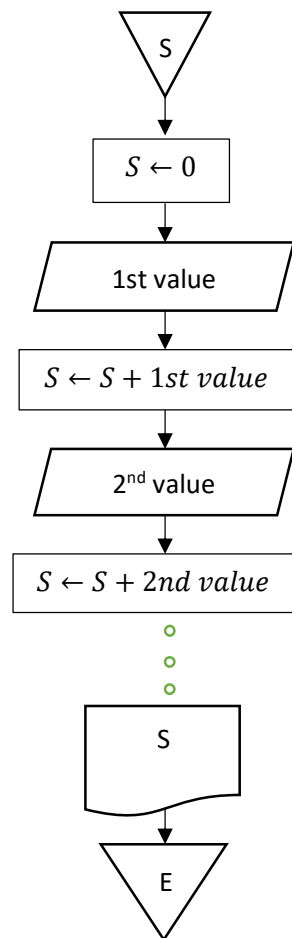 S
S ← 0
1st value
S ← S + 1st value
2nd value
S ← S + 2nd value
S
E